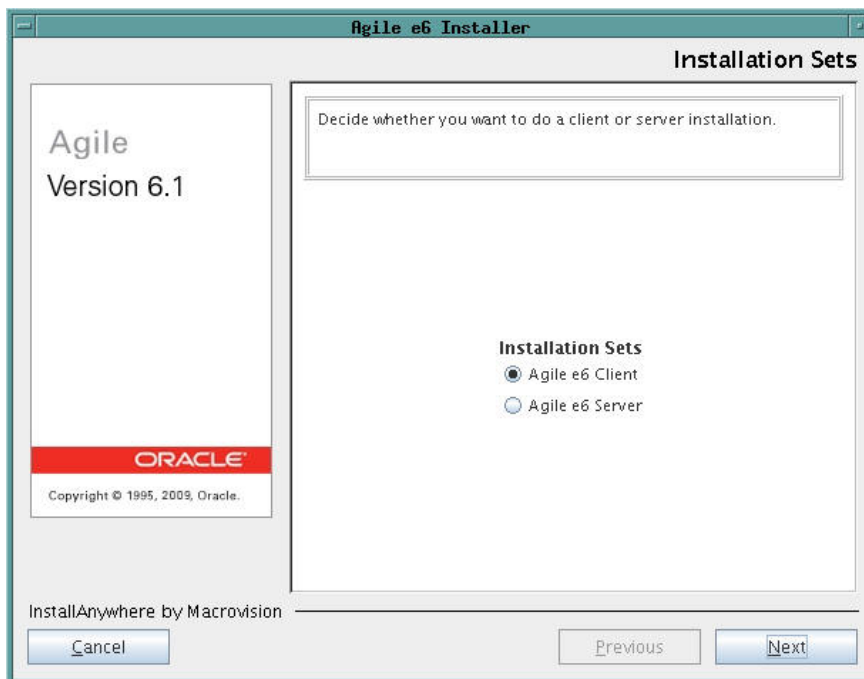 Agile e6 Installer
Installation Sets
Agile
Version 6.1
ORACLE
Copyright © 1995, 2009, Oracle.
Decide whether you want to do a client or server installation.
Installation Sets
Agile e6 Client
Agile e6 Server
InstallAnywhere by Macrovision
Cancel
Previous
Next